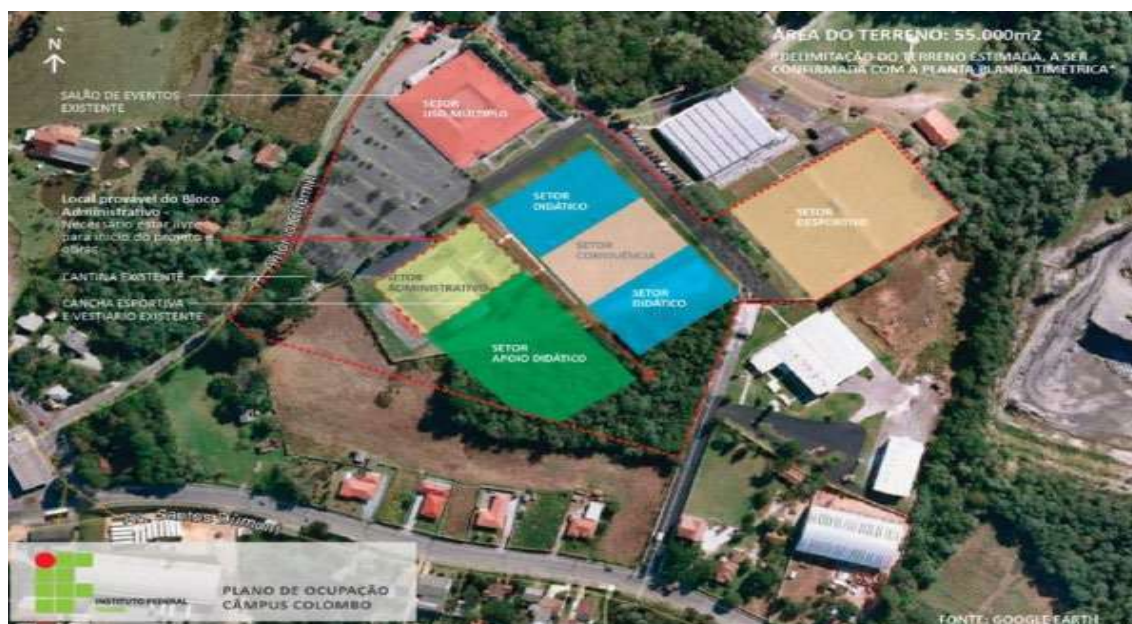 N
ÁREA DO TERRENO: 55.000m2
"DELIMITAÇÃO DO TERRENO ESTIMADA, A SER
CONFIRMADA COM A PLANTA PLANIALTIMÉTRICA"
SALÃO DE EVENTOS
EXISTENTE
SETOR
USO MÚLTIPLO
Local provável do Bloco
Administrativo -
Necessário estar livre
para início do projeto e
obras.
CANTINA EXISTENTE
CANCHA ESPORTIVA
E/VESTIÁRIO EXISTENTE
SETOR
DIDÁTICO
SETOR
DESPORTIVO
SETOR
CONFLUÊNCIA
SETOR
ADMINISTRATIVO
SETOR
DIDÁTICO
SETOR
APOIO DIDÁTICO
INSTITUTO FEDERAL
PLANO DE OCUPAÇÃO
CÂMPUS COLOMBO
FONTE: GOOGLE EARTH